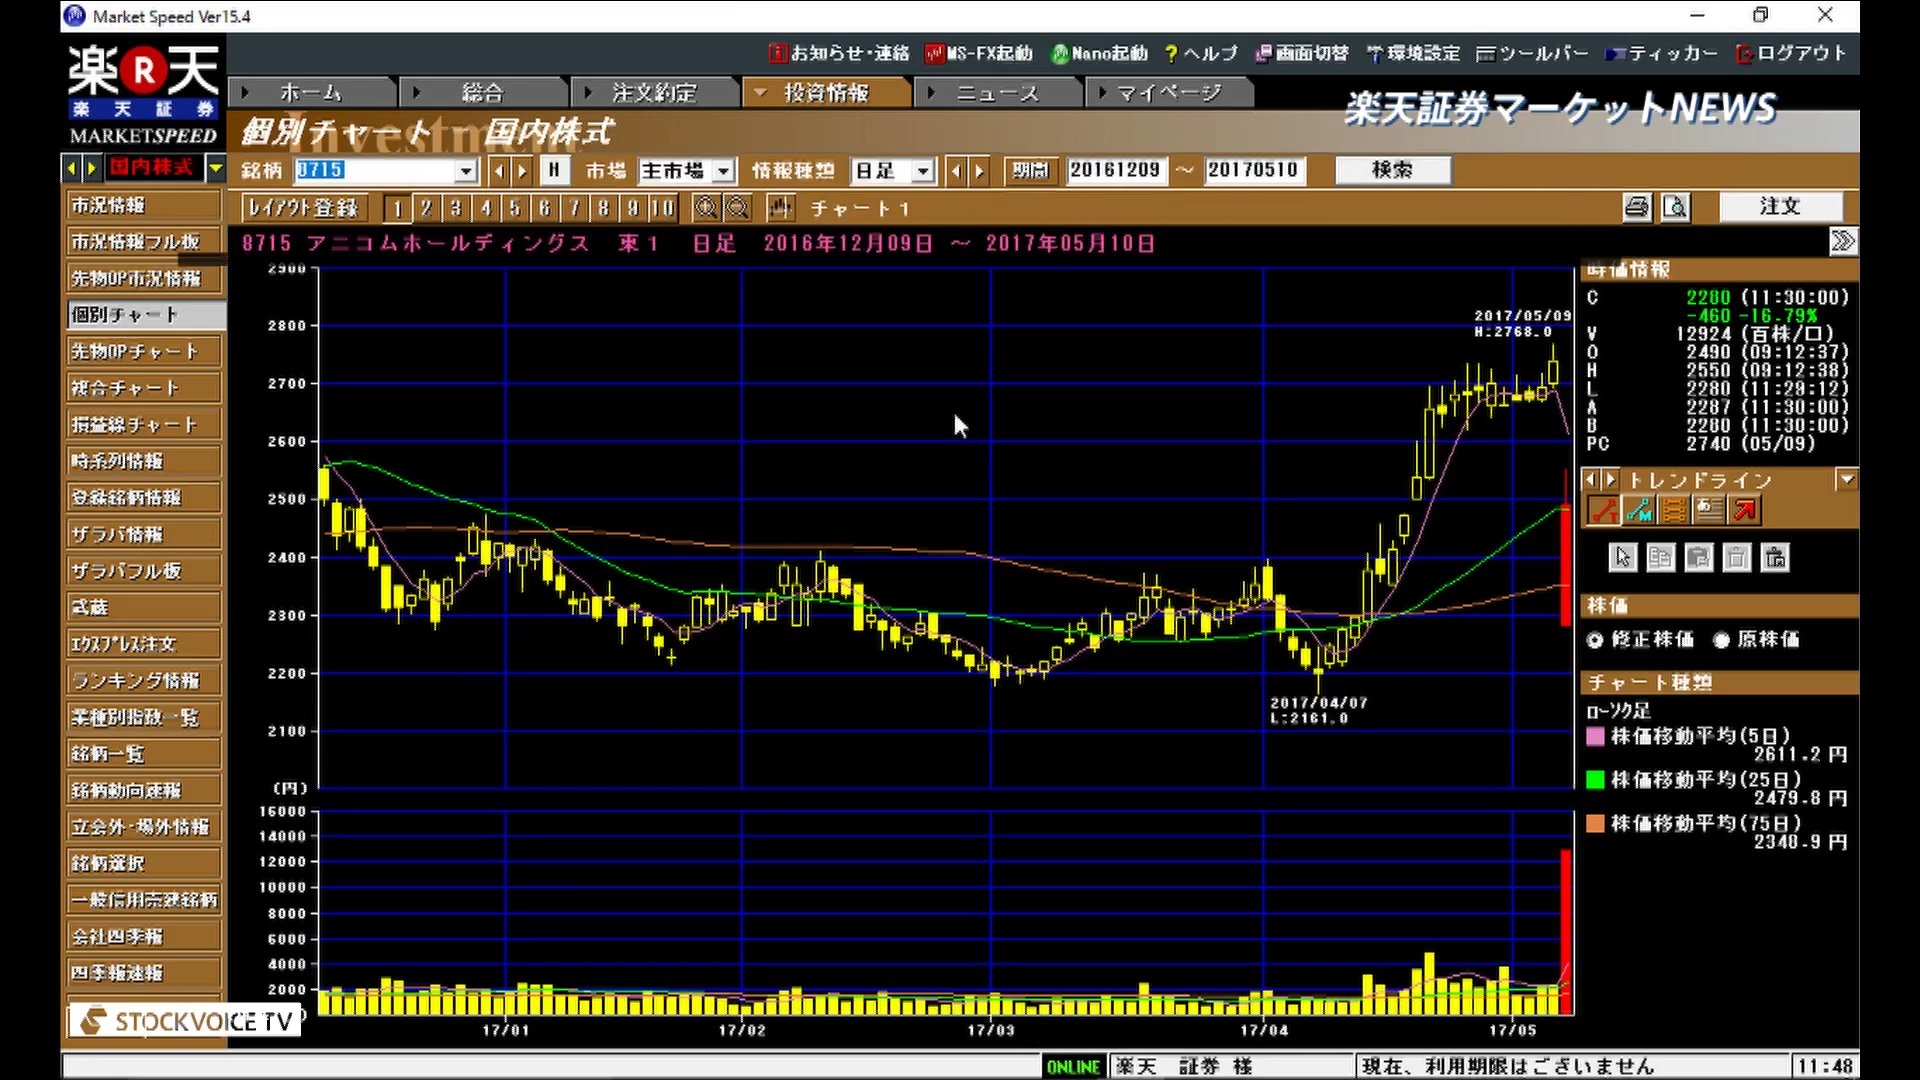 Market Speed Ver15.4
楽R天
楽天証券
MARKETSPEED
お知らせ・連絡 MS-FX起動 Nano起動 ヘルプ 画面切替 環境設定 ツールバー ティッカー ログアウト
ホーム 総合 注文約定 投資情報 ニュース マイページ
楽天証券マーケットNEWS
Investment
個別チャート 国内株式
国内株式
銘柄 8715 H 市場 主市場 情報種類 日足 期間 20161209 ～ 20170510 検索
レイアウト登録 1 2 3 4 5 6 7 8 9 10 チャート1 注文
8715 アニコムホールディングス 東1 日足 2016年12月09日 ～ 2017年05月10日
市況情報
市況情報フル板
先物OP市況情報
個別チャート
先物OPチャート
複合チャート
損益線チャート
時系列情報
登録銘柄情報
ザラバ情報
ザラバフル板
武蔵
エクスプレス注文
ランキング情報
業種別指数一覧
銘柄一覧
銘柄動向速報
立会外・場外情報
銘柄選択
一般信用売建銘柄
会社四季報
四季報速報
STOCKVOICE TV
2900
2800
2700
2600
2500
2400
2300
2200
2100
(円)
16000
14000
12000
10000
8000
6000
4000
2000
0
2017/05/09
H:2768.0
2017/04/07
L:2161.0
17/01 17/02 17/03 17/04 17/05
時価情報
C 2280 (11:30:00)
-460 -16.79%
V 12924 (百株/口)
O 2490 (09:12:37)
H 2550 (09:12:38)
L 2280 (11:29:12)
A 2287 (11:30:00)
B 2280 (11:30:00)
PC 2740 (05/09)
トレンドライン
株価
修正株価 原株価
チャート種類
ローソク足
株価移動平均(5日)
2611.2 円
株価移動平均(25日)
2479.8 円
株価移動平均(75日)
2348.9 円
ONLINE 楽天 証券 様 現在、利用期限はございません 11:48